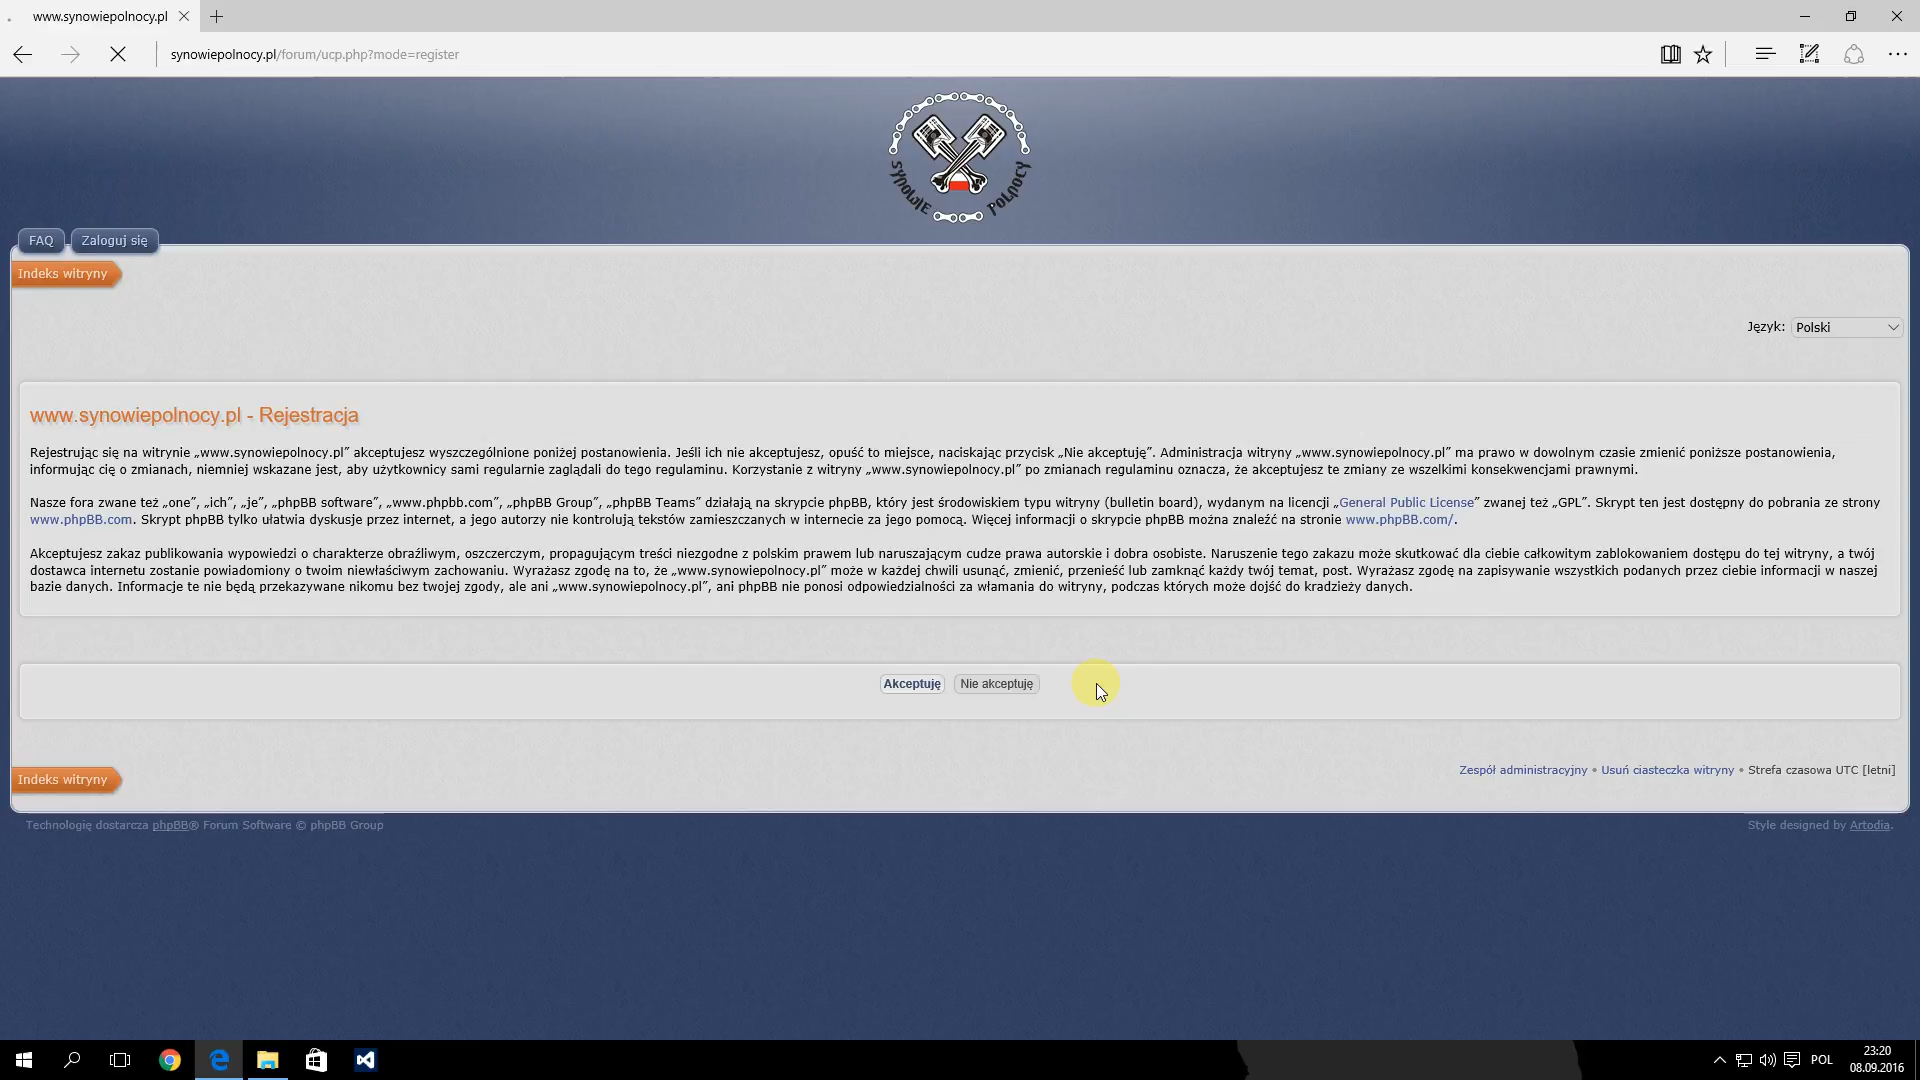 www.synowiepolnocy.pl
synowiepolnocy.pl/forum/ucp.php?mode=register
SYNOWIE POLNOCY
FAQ
Zaloguj się
Indeks witryny
Język: Polski
www.synowiepolnocy.pl - Rejestracja
Rejestrując się na witrynie „www.synowiepolnocy.pl” akceptujesz wyszczególnione poniżej postanowienia. Jeśli ich nie akceptujesz, opuść to miejsce, naciskając przycisk „Nie akceptuję”. Administracja witryny „www.synowiepolnocy.pl” ma prawo w dowolnym czasie zmienić poniższe postanowienia,
informując cię o zmianach, niemniej wskazane jest, aby użytkownicy sami regularnie zaglądali do tego regulaminu. Korzystanie z witryny „www.synowiepolnocy.pl” po zmianach regulaminu oznacza, że akceptujesz te zmiany ze wszelkimi konsekwencjami prawnymi.
Nasze fora zwane też „one”, „ich”, „je”, „phpBB software”, „www.phpbb.com”, „phpBB Group”, „phpBB Teams” działają na skrypcie phpBB, który jest środowiskiem typu witryny (bulletin board), wydanym na licencji „General Public License” zwanej też „GPL”. Skrypt ten jest dostępny do pobrania ze strony
www.phpBB.com. Skrypt phpBB tylko ułatwia dyskusje przez internet, a jego autorzy nie kontrolują tekstów zamieszczanych w internecie za jego pomocą. Więcej informacji o skrypcie phpBB można znaleźć na stronie www.phpBB.com/.
Akceptujesz zakaz publikowania wypowiedzi o charakterze obraźliwym, oszczerczym, propagującym treści niezgodne z polskim prawem lub naruszającym cudze prawa autorskie i dobra osobiste. Naruszenie tego zakazu może skutkować dla ciebie całkowitym zablokowaniem dostępu do tej witryny, a twój
dostawca internetu zostanie powiadomiony o twoim niewłaściwym zachowaniu. Wyrażasz zgodę na to, że „www.synowiepolnocy.pl” może w każdej chwili usunąć, zmienić, przenieść lub zamknąć każdy twój temat, post. Wyrażasz zgodę na zapisywanie wszystkich podanych przez ciebie informacji w naszej
bazie danych. Informacje te nie będą przekazywane nikomu bez twojej zgody, ale ani „www.synowiepolnocy.pl”, ani phpBB nie ponosi odpowiedzialności za włamania do witryny, podczas których może dojść do kradzieży danych.
Akceptuję
Nie akceptuję
Indeks witryny
Zespół administracyjny • Usuń ciasteczka witryny • Strefa czasowa UTC [letni]
Technologię dostarcza phpBB® Forum Software © phpBB Group
Style designed by Artodia.
POL
23:20
08.09.2016